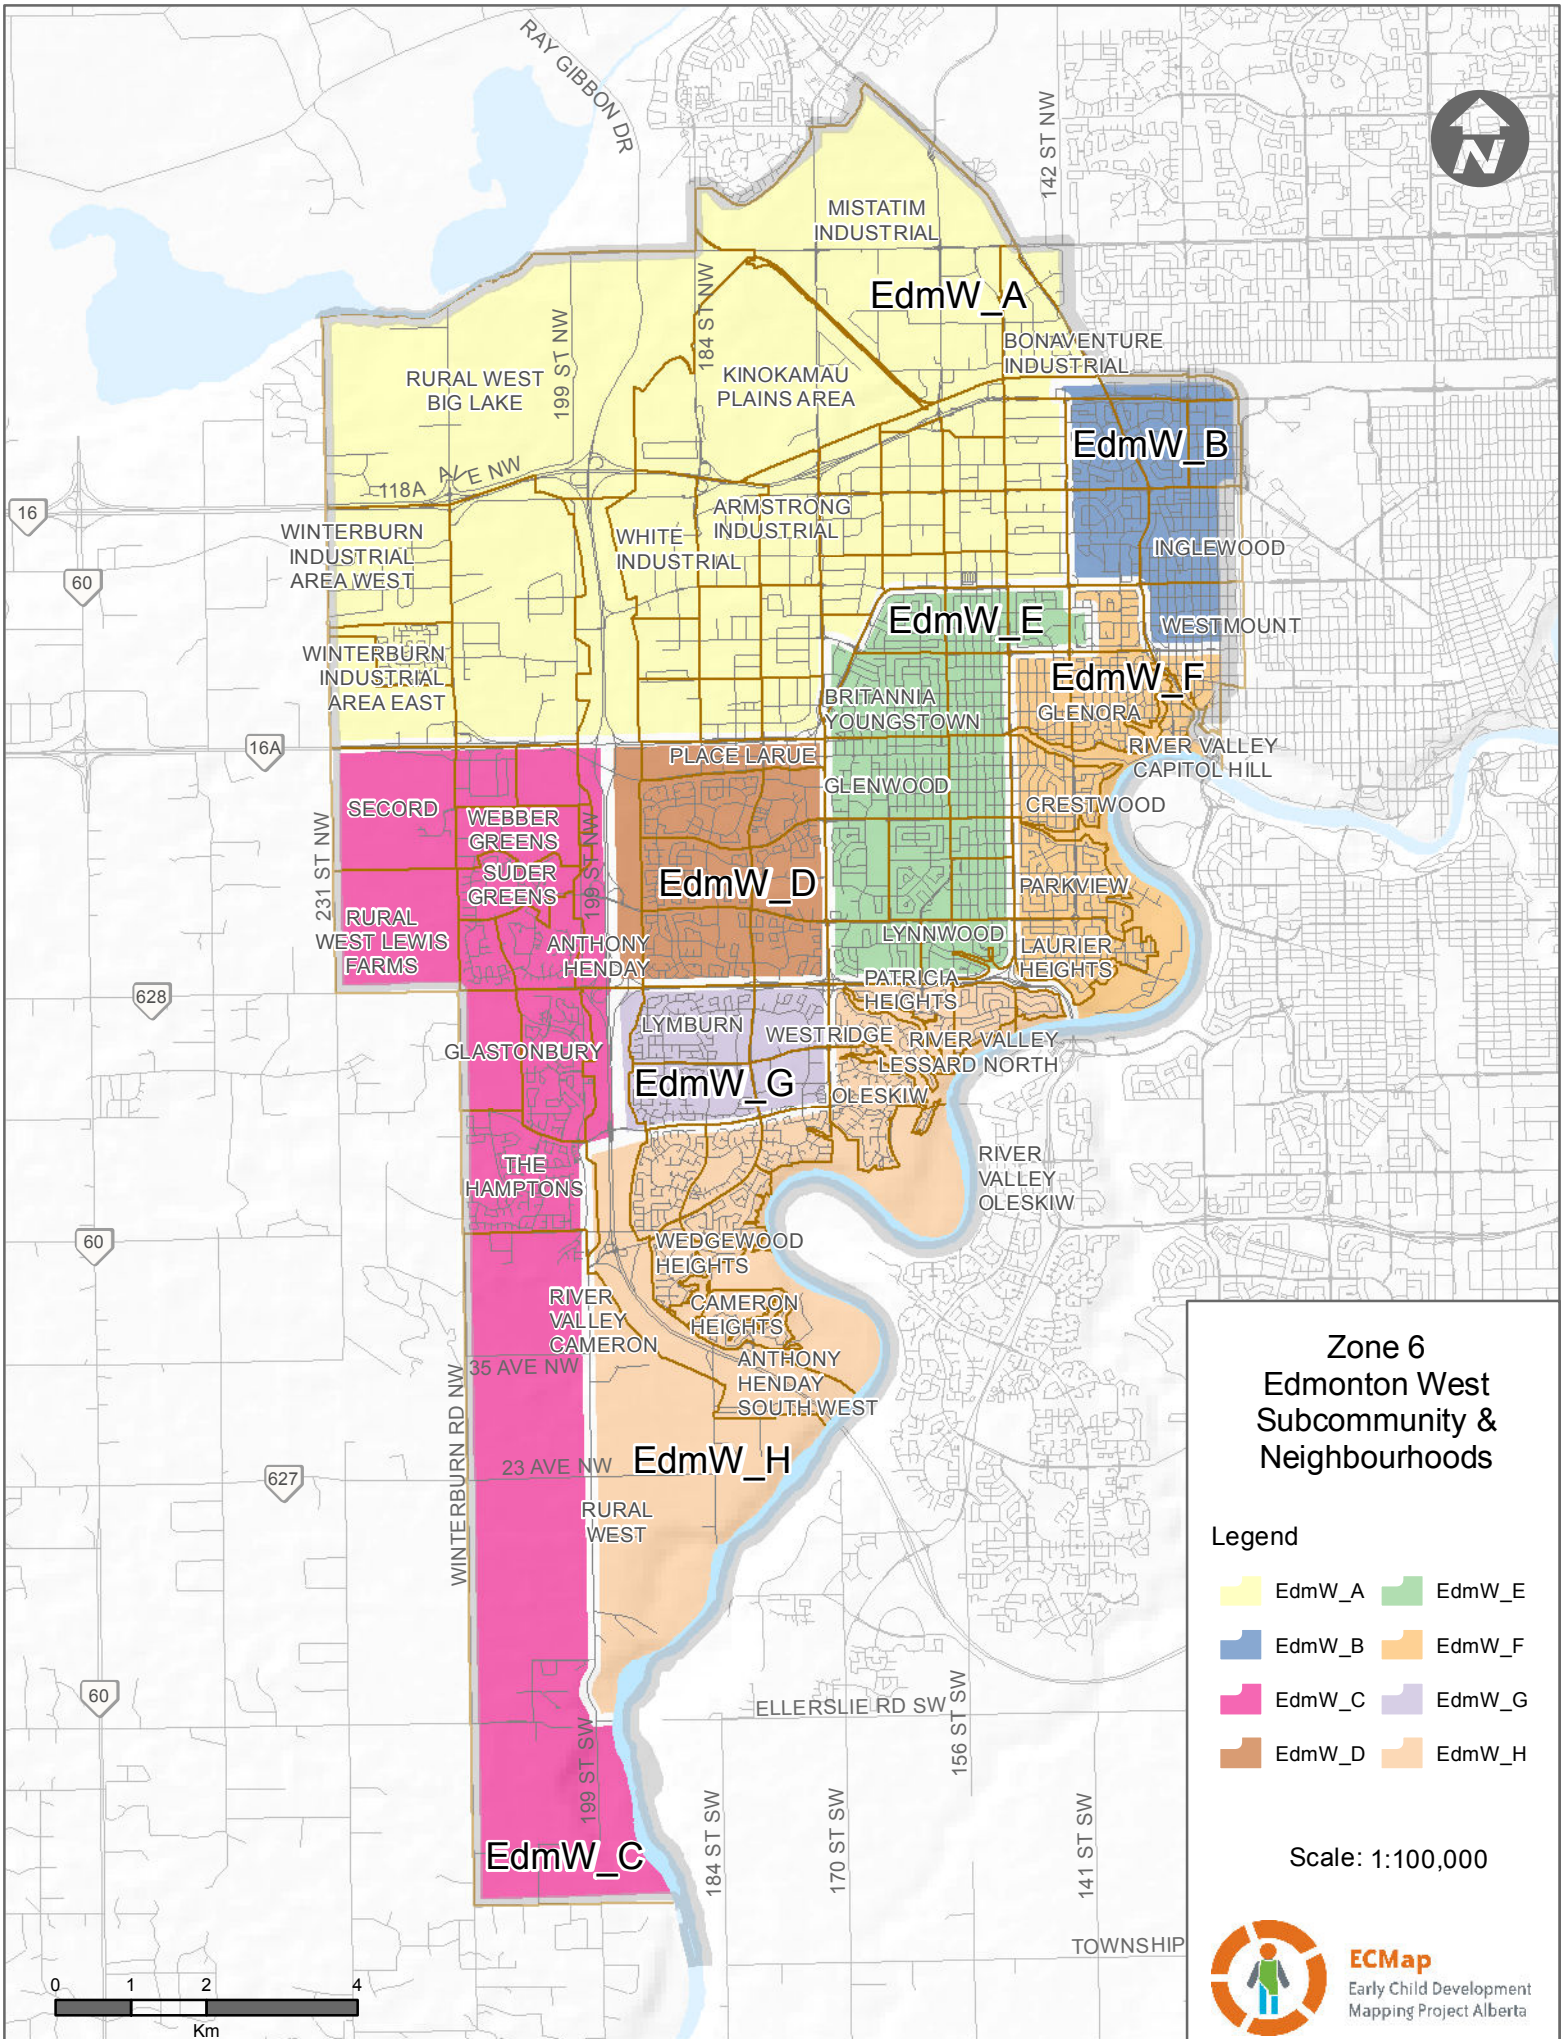 RAY GIBBON DR
142 ST NW
N
MISTATIM
INDUSTRIAL
184 ST NW
EdmW_A
199 ST NW
BONAVENTURE
INDUSTRIAL
RURAL WEST
BIG LAKE
KINOKAMAU
PLAINS AREA
EdmW_B
118A AVE NW
16
ARMSTRONG
INDUSTRIAL
WINTERBURN
INDUSTRIAL
AREA WEST
WHITE
INDUSTRIAL
INGLEWOOD
60
EdmW_E
WESTMOUNT
WINTERBURN
INDUSTRIAL
AREA EAST
EdmW_F
BRITANNIA
YOUNGSTOWN
GLENORA
16A
PLACE LARUE
RIVER VALLEY
CAPITOL HILL
GLENWOOD
SECORD
WEBBER
GREENS
CRESTWOOD
231 ST NW
199 ST NW
SUDER
GREENS
EdmW_D
PARKVIEW
RURAL
WEST LEWIS
FARMS
ANTHONY
HENDAY
LYNNWOOD
LAURIER
HEIGHTS
PATRICIA
HEIGHTS
628
LYMBURN
WESTRIDGE
RIVER VALLEY
LESSARD NORTH
GLASTONBURY
EdmW_G
OLESKIW
THE
HAMPTONS
RIVER
VALLEY
OLESKIW
60
WEDGEWOOD
HEIGHTS
RIVER
VALLEY
CAMERON
CAMERON
HEIGHTS
35 AVE NW
ANTHONY
HENDAY
SOUTH WEST
WINTERBURN RD NW
23 AVE NW
EdmW_H
627
RURAL
WEST
60
ELLERSLIE RD SW
156 ST SW
199 ST SW
184 ST SW
170 ST SW
141 ST SW
EdmW_C
TOWNSHIP
0 1 2 4
Km
Zone 6
Edmonton West
Subcommunity &
Neighbourhoods
Legend
EdmW_A EdmW_E
EdmW_B EdmW_F
EdmW_C EdmW_G
EdmW_D EdmW_H
Scale: 1:100,000
ECMap
Early Child Development
Mapping Project Alberta